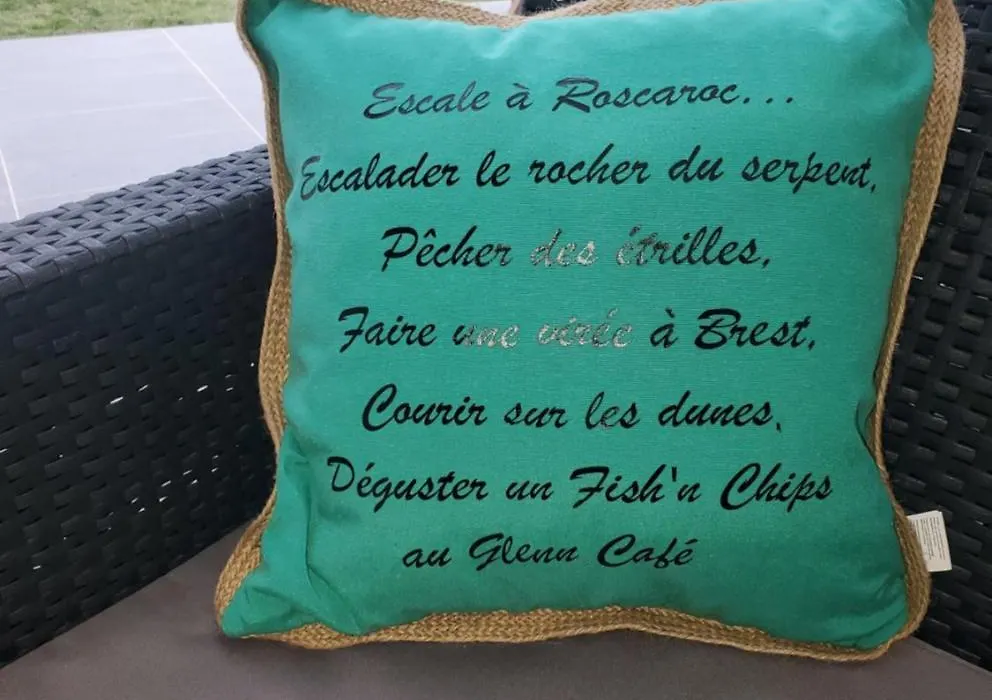 Escale à Roscaroc...
Escalader le rocher du serpent,
Pêcher des étrilles,
Faire une virée à Brest,
Courir sur les dunes,
Déguster un Fish'n Chips
au Glenn Café